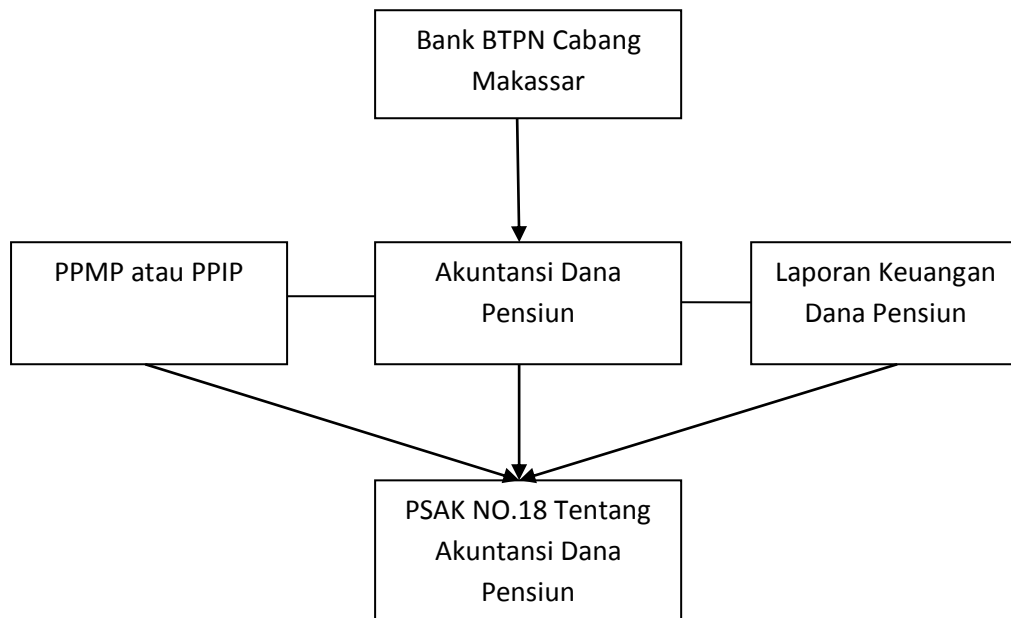 Bank BTPN Cabang
Makassar
PPMP atau PPIP
Akuntansi Dana
Pensiun
Laporan Keuangan
Dana Pensiun
PSAK NO.18 Tentang
Akuntansi Dana
Pensiun